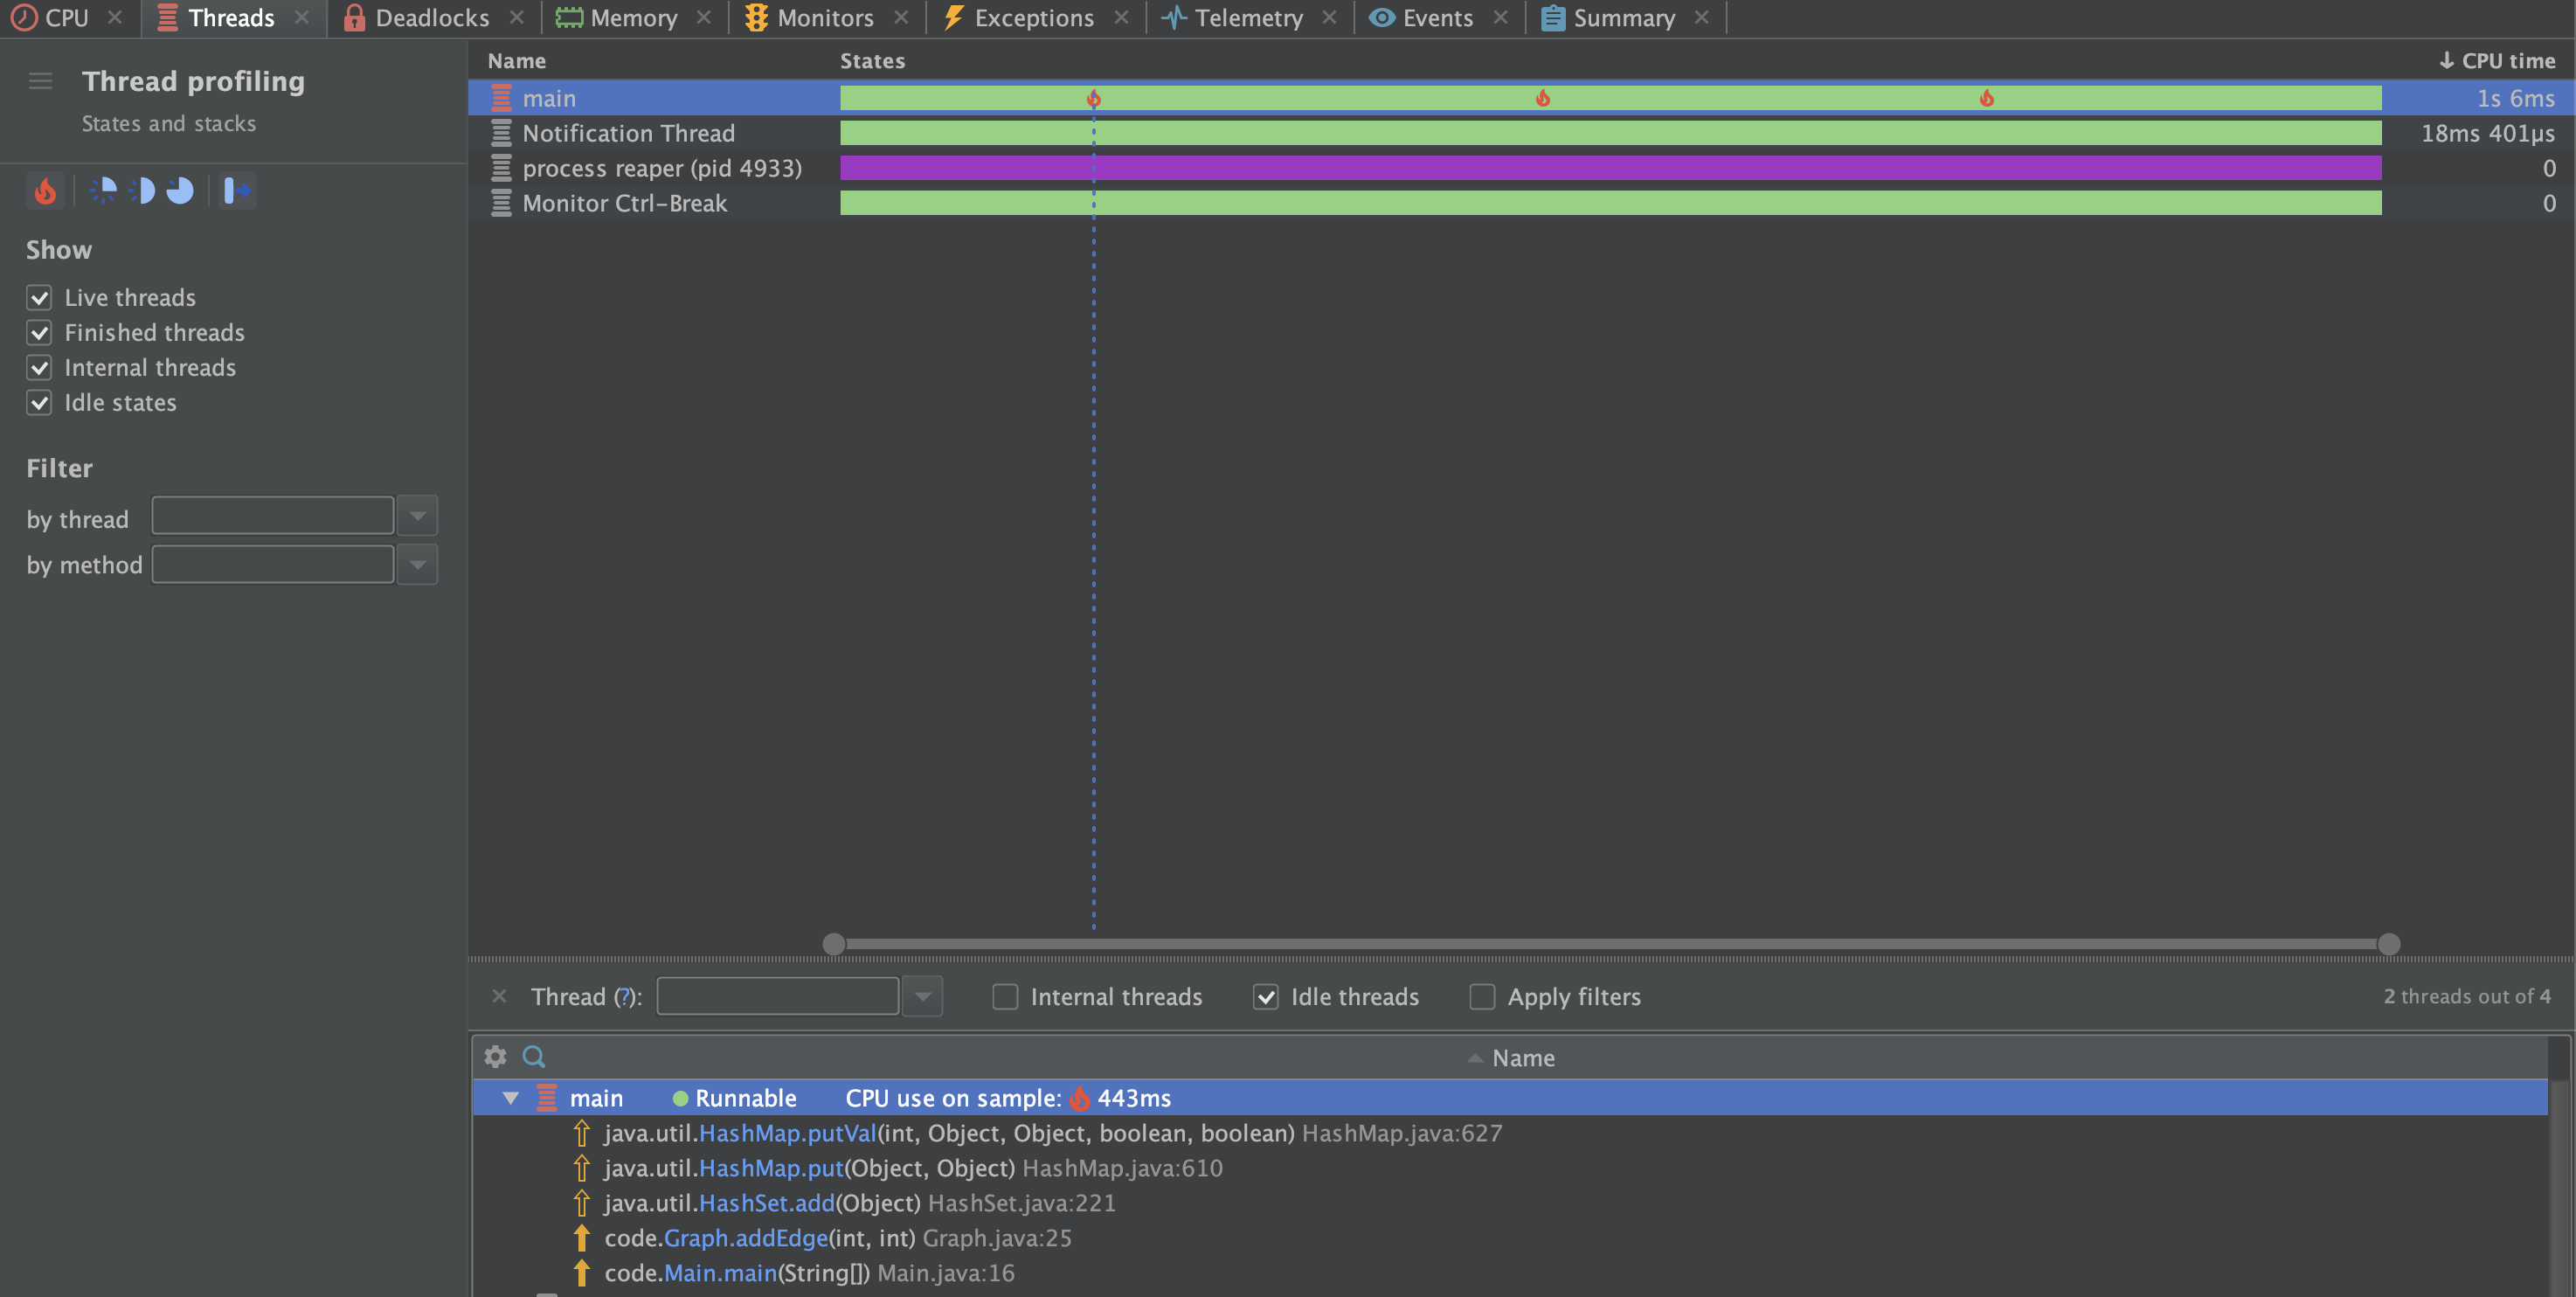 CPU Threads Deadlocks Memory Monitors Exceptions Telemetry Events Summary
Thread profiling
States and stacks
Show
Live threads
Finished threads
Internal threads
Idle states
Filter
by thread
by method
Name States CPU time
main 1s 6ms
Notification Thread 18ms 401µs
process reaper (pid 4933) 0
Monitor Ctrl-Break 0
Thread (?): Internal threads Idle threads Apply filters 2 threads out of 4
Name
main Runnable CPU use on sample: 443ms
java.util.HashMap.putVal(int, Object, Object, boolean, boolean) HashMap.java:627
java.util.HashMap.put(Object, Object) HashMap.java:610
java.util.HashSet.add(Object) HashSet.java:221
code.Graph.addEdge(int, int) Graph.java:25
code.Main.main(String[]) Main.java:16